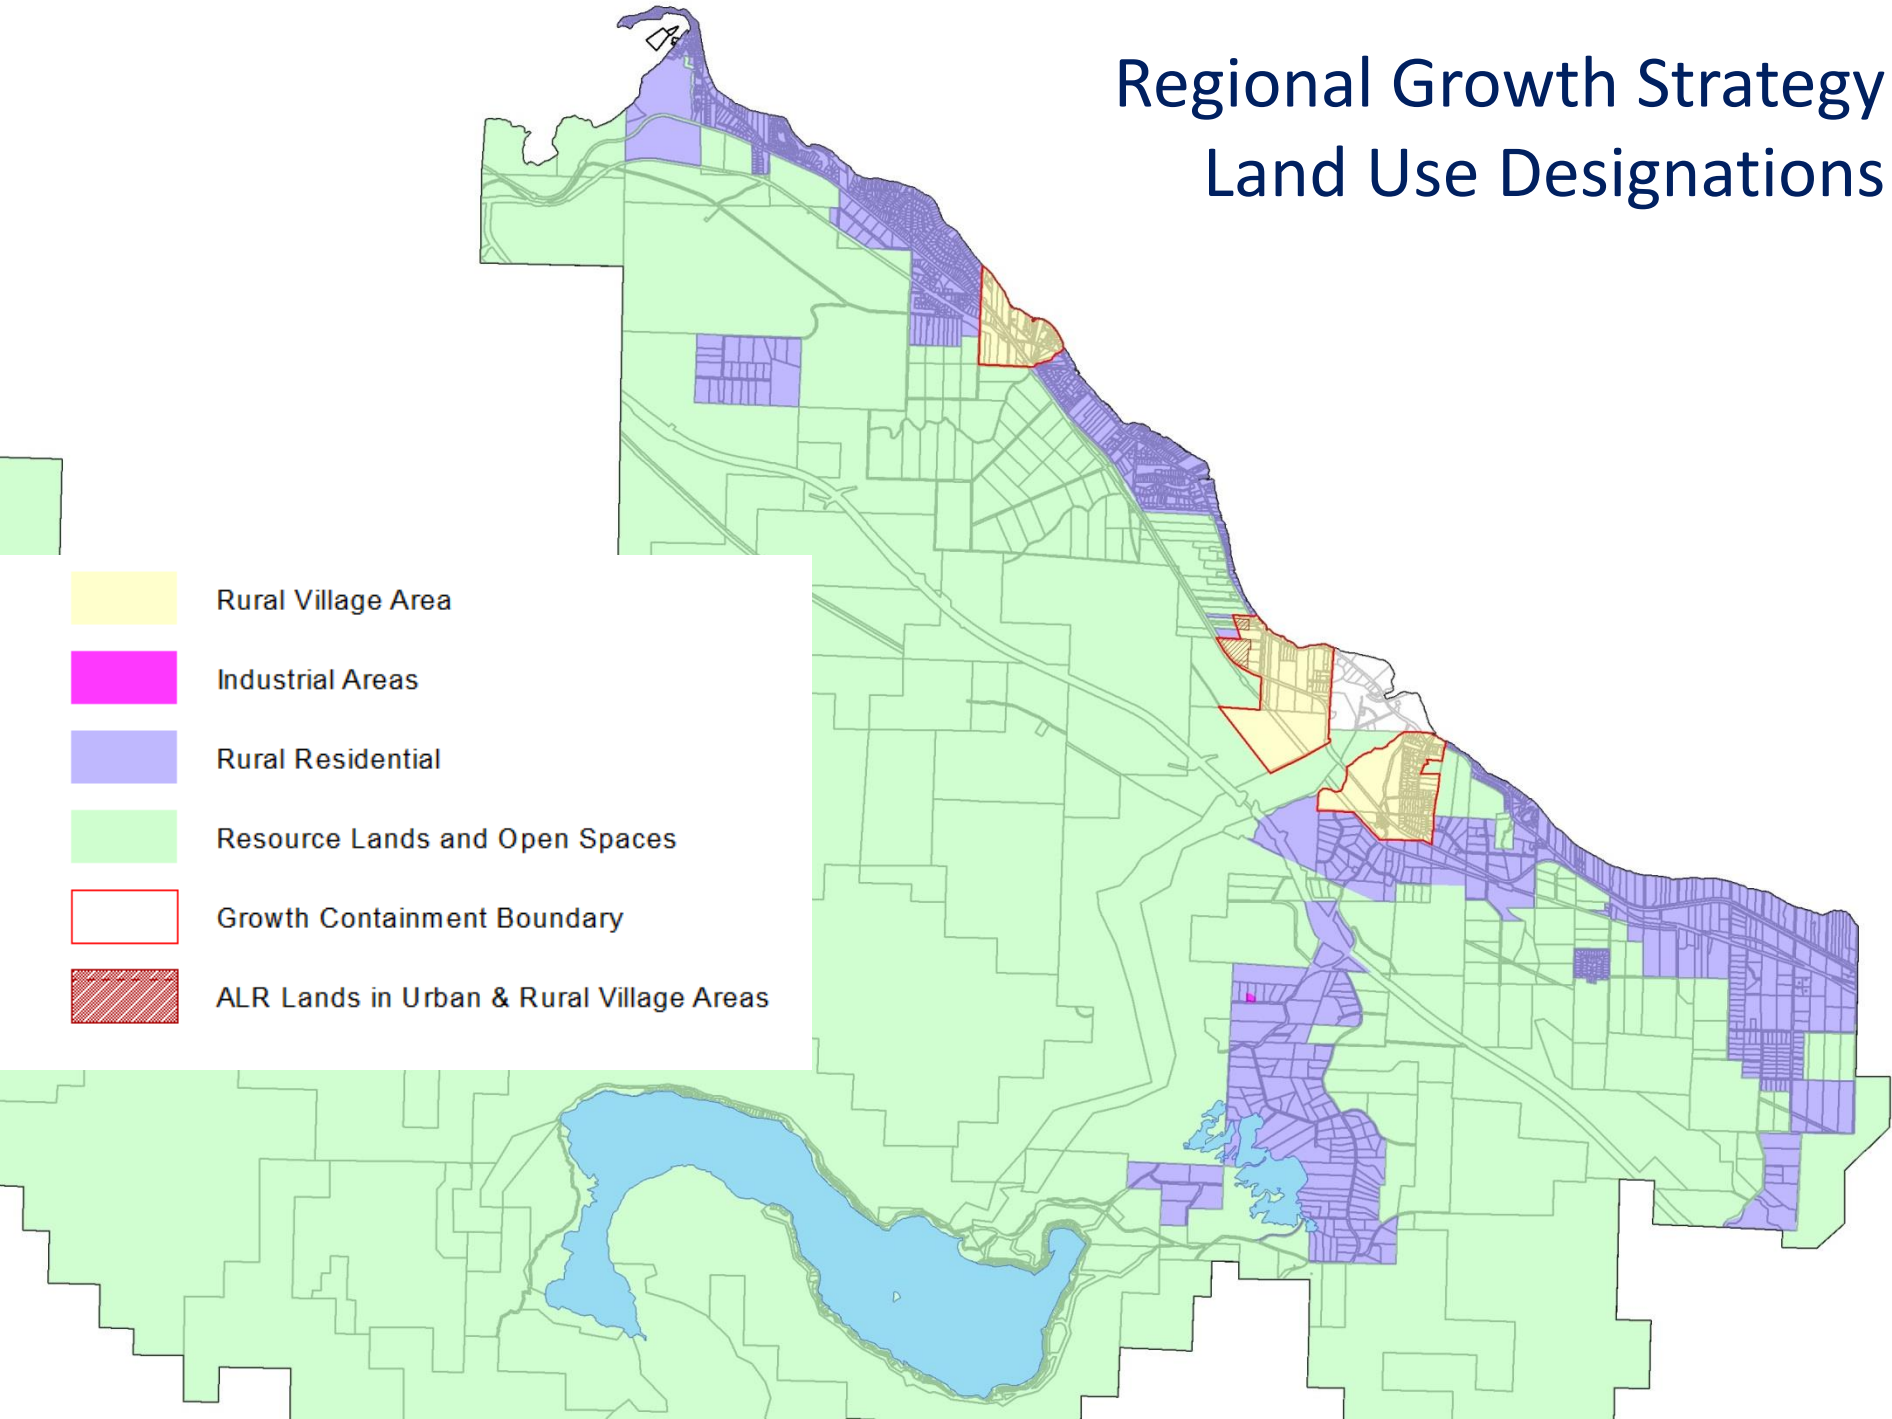 Regional Growth Strategy
Land Use Designations
Rural Village Area
Industrial Areas
Rural Residential
Resource Lands and Open Spaces
Growth Containment Boundary
ALR Lands in Urban & Rural Village Areas